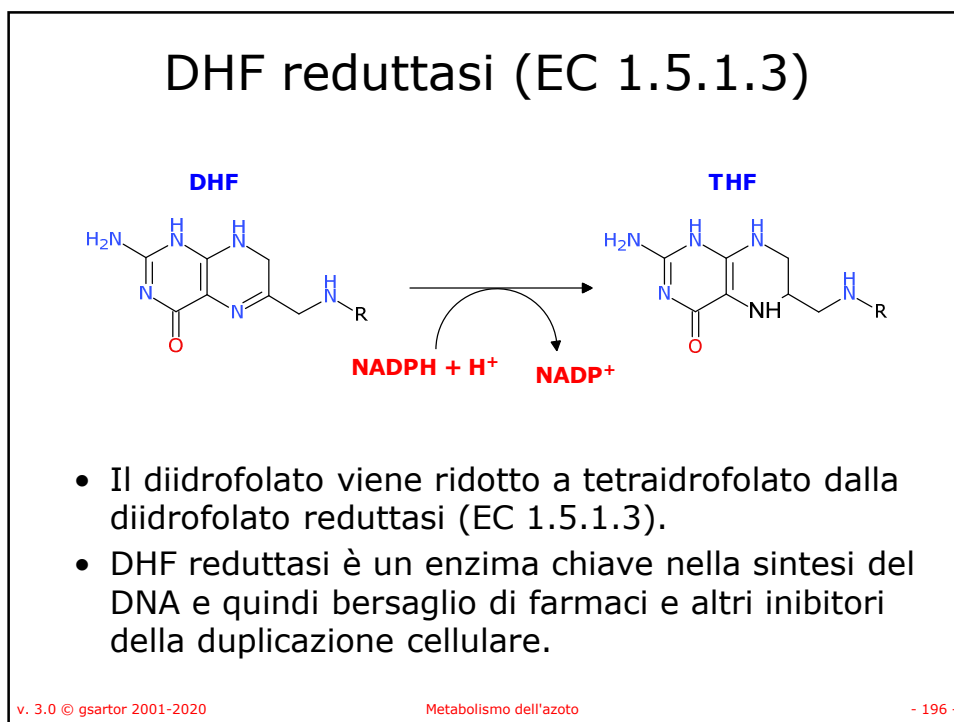 DHF reduttasi (EC 1.5.1.3)
DHF
THF
H₂N
H
N
H
N
N
N
O
H
N
R
H₂N
H
N
H
N
N
NH
O
H
N
R
NADPH + H⁺
NADP⁺
• Il diidrofolato viene ridotto a tetraidrofolato dalla
diidrofolato reduttasi (EC 1.5.1.3).
• DHF reduttasi è un enzima chiave nella sintesi del
DNA e quindi bersaglio di farmaci e altri inibitori
della duplicazione cellulare.
v. 3.0 © gsartor 2001-2020
Metabolismo dell'azoto
- 196 -